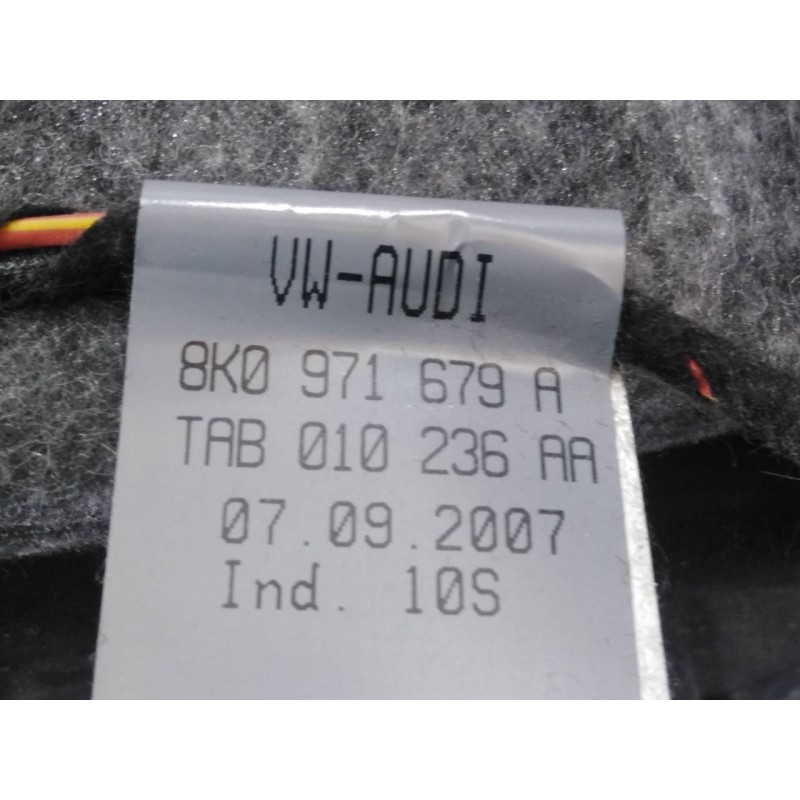 VW-AUDI
8K0 971 679 A
TAB 010 236 AA
07.09.2007
Ind. 10S